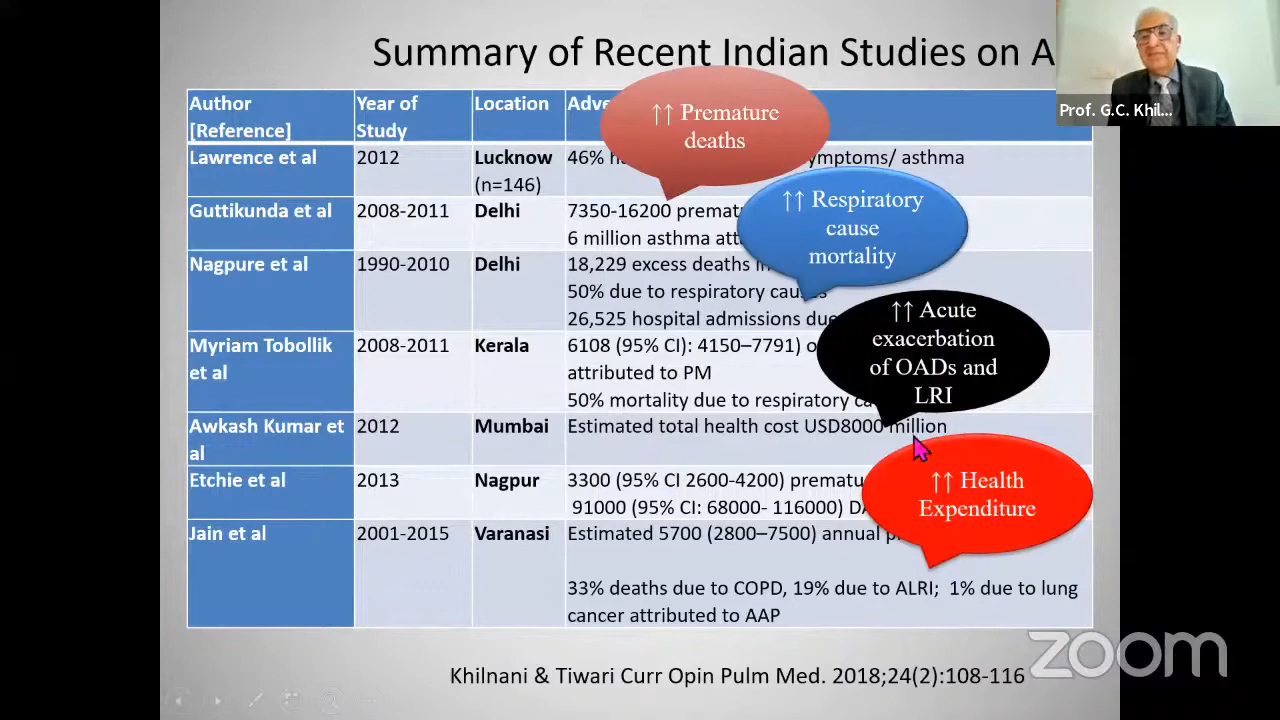 Summary of Recent Indian Studies on A
Prof. G.C. Khil...
Author
[Reference]
Year of
Study
Location
Adve
Lawrence et al
2012
Lucknow
(n=146)
46% h
ymptoms/ asthma
Guttikunda et al
2008-2011
Delhi
7350-16200 premat
6 million asthma att
Nagpure et al
1990-2010
Delhi
18,229 excess deaths in
50% due to respiratory causes
26,525 hospital admissions due
Myriam Tobollik
et al
2008-2011
Kerala
6108 (95% CI): 4150–7791) o
attributed to PM
50% mortality due to respiratory ca
Awkash Kumar et
al
2012
Mumbai
Estimated total health cost USD8000 million
Etchie et al
2013
Nagpur
3300 (95% CI 2600-4200) premat
91000 (95% CI: 68000- 116000) DA
Jain et al
2001-2015
Varanasi
Estimated 5700 (2800–7500) annual p
33% deaths due to COPD, 19% due to ALRI; 1% due to lung
cancer attributed to AAP
↑↑ Premature
deaths
↑↑ Respiratory
cause
mortality
↑↑ Acute
exacerbation
of OADs and
LRI
↑↑ Health
Expenditure
Khilnani & Tiwari Curr Opin Pulm Med. 2018;24(2):108-116
zoom